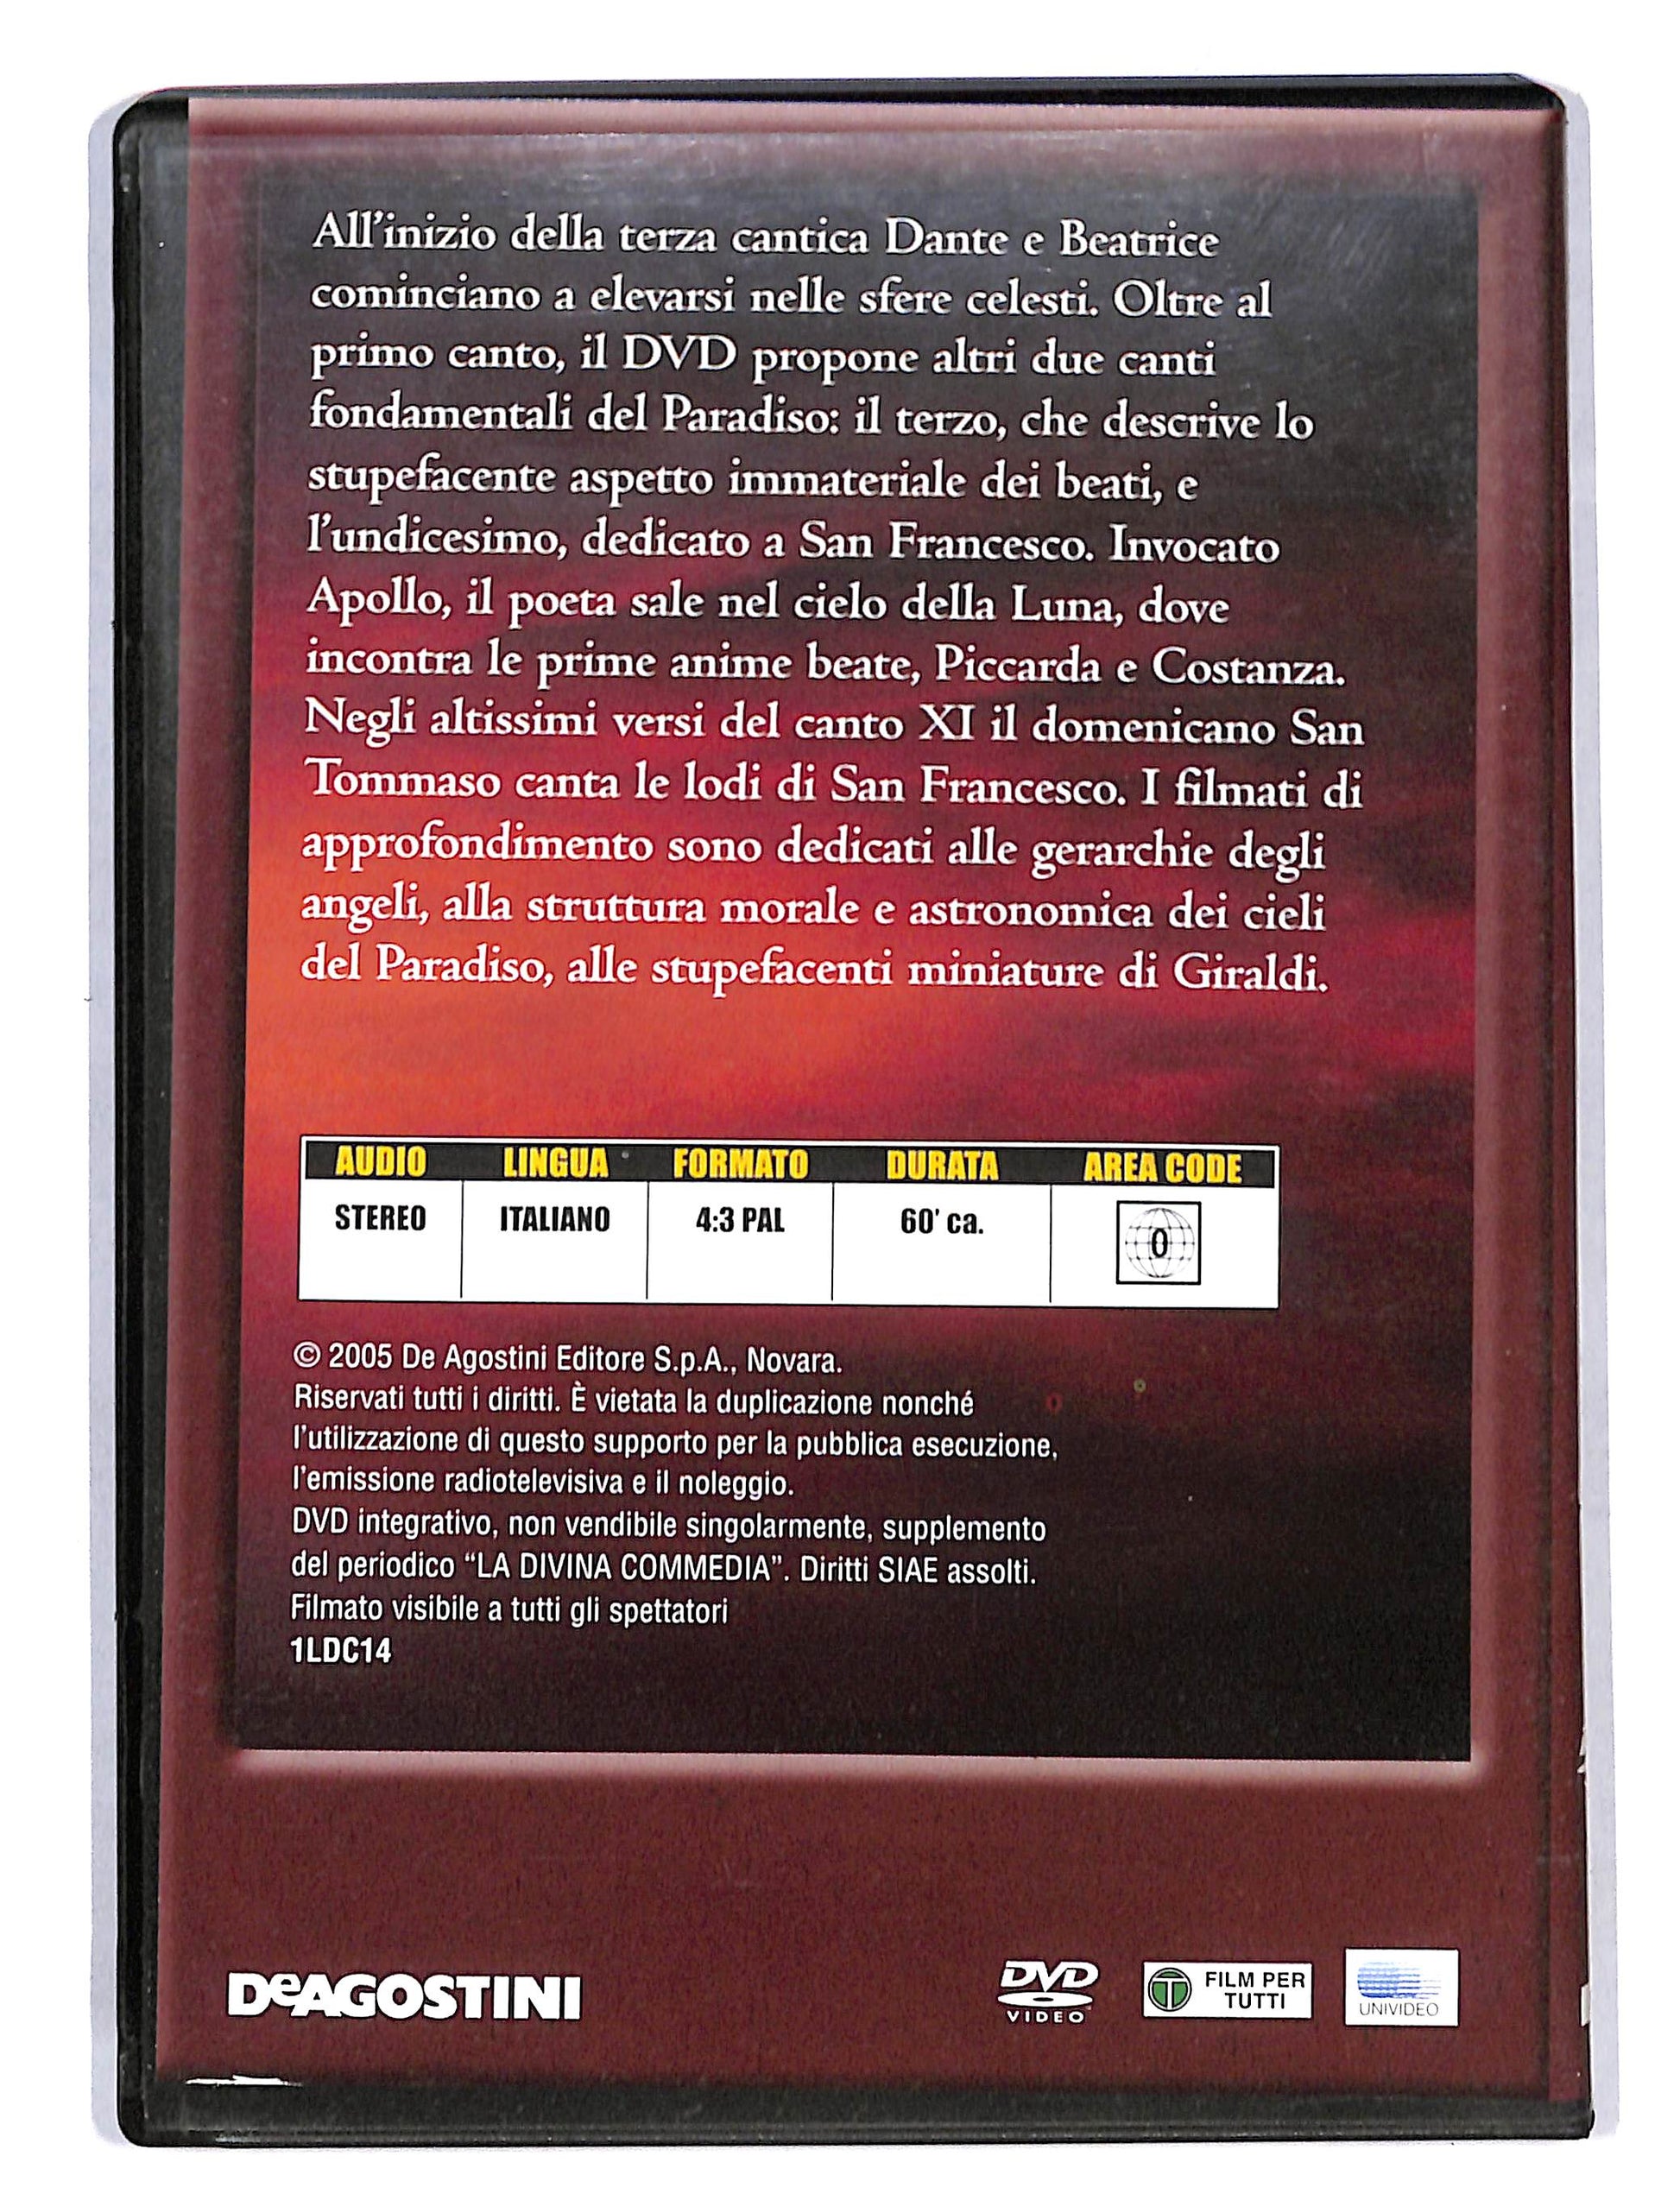 All'inizio della terza cantica Dante e Beatrice
cominciano a elevarsi nelle sfere celesti. Oltre al
primo canto, il DVD propone altri due canti
fondamentali del Paradiso: il terzo, che descrive lo
stupefacente aspetto immateriale dei beati, e
l'undicesimo, dedicato a San Francesco. Invocato
Apollo, il poeta sale nel cielo della Luna, dove
incontra le prime anime beate, Piccarda e Costanza.
Negli altissimi versi del canto XI il domenicano San
Tommaso canta le lodi di San Francesco. I filmati di
approfondimento sono dedicati alle gerarchie degli
angeli, alla struttura morale e astronomica dei cieli
del Paradiso, alle stupefacenti miniature di Giraldi.
AUDIO LINGUA FORMATO DURATA AREA CODE
STEREO ITALIANO 4:3 PAL 60' ca. 0
© 2005 De Agostini Editore S.p.A., Novara.
Riservati tutti i diritti. È vietata la duplicazione nonché
l'utilizzazione di questo supporto per la pubblica esecuzione,
l'emissione radiotelevisiva e il noleggio.
DVD integrativo, non vendibile singolarmente, supplemento
del periodico “LA DIVINA COMMEDIA”. Diritti SIAE assolti.
Filmato visibile a tutti gli spettatori
1LDC14
DeAGOSTINI
DVD
VIDEO
T
FILM PER
TUTTI
UNIVIDEO